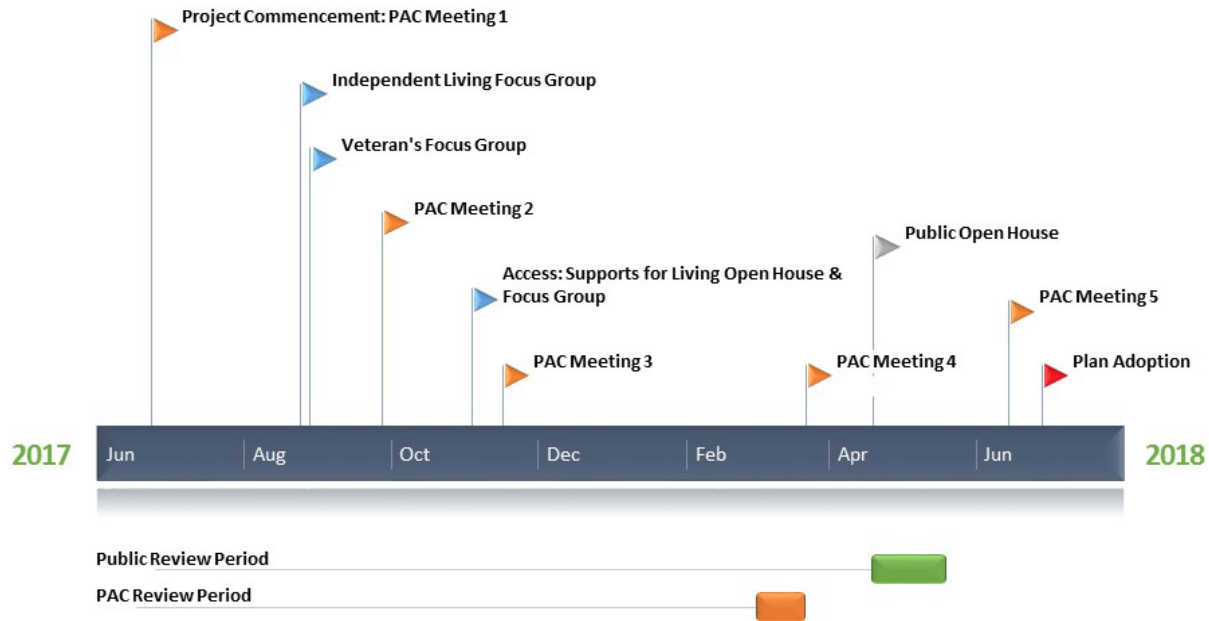 Project Commencement: PAC Meeting 1
Independent Living Focus Group
Veteran's Focus Group
PAC Meeting 2
Public Open House
Access: Supports for Living Open House &
Focus Group
PAC Meeting 5
PAC Meeting 3
PAC Meeting 4
Plan Adoption
2017 Jun Aug Oct Dec Feb Apr Jun 2018
Public Review Period
PAC Review Period